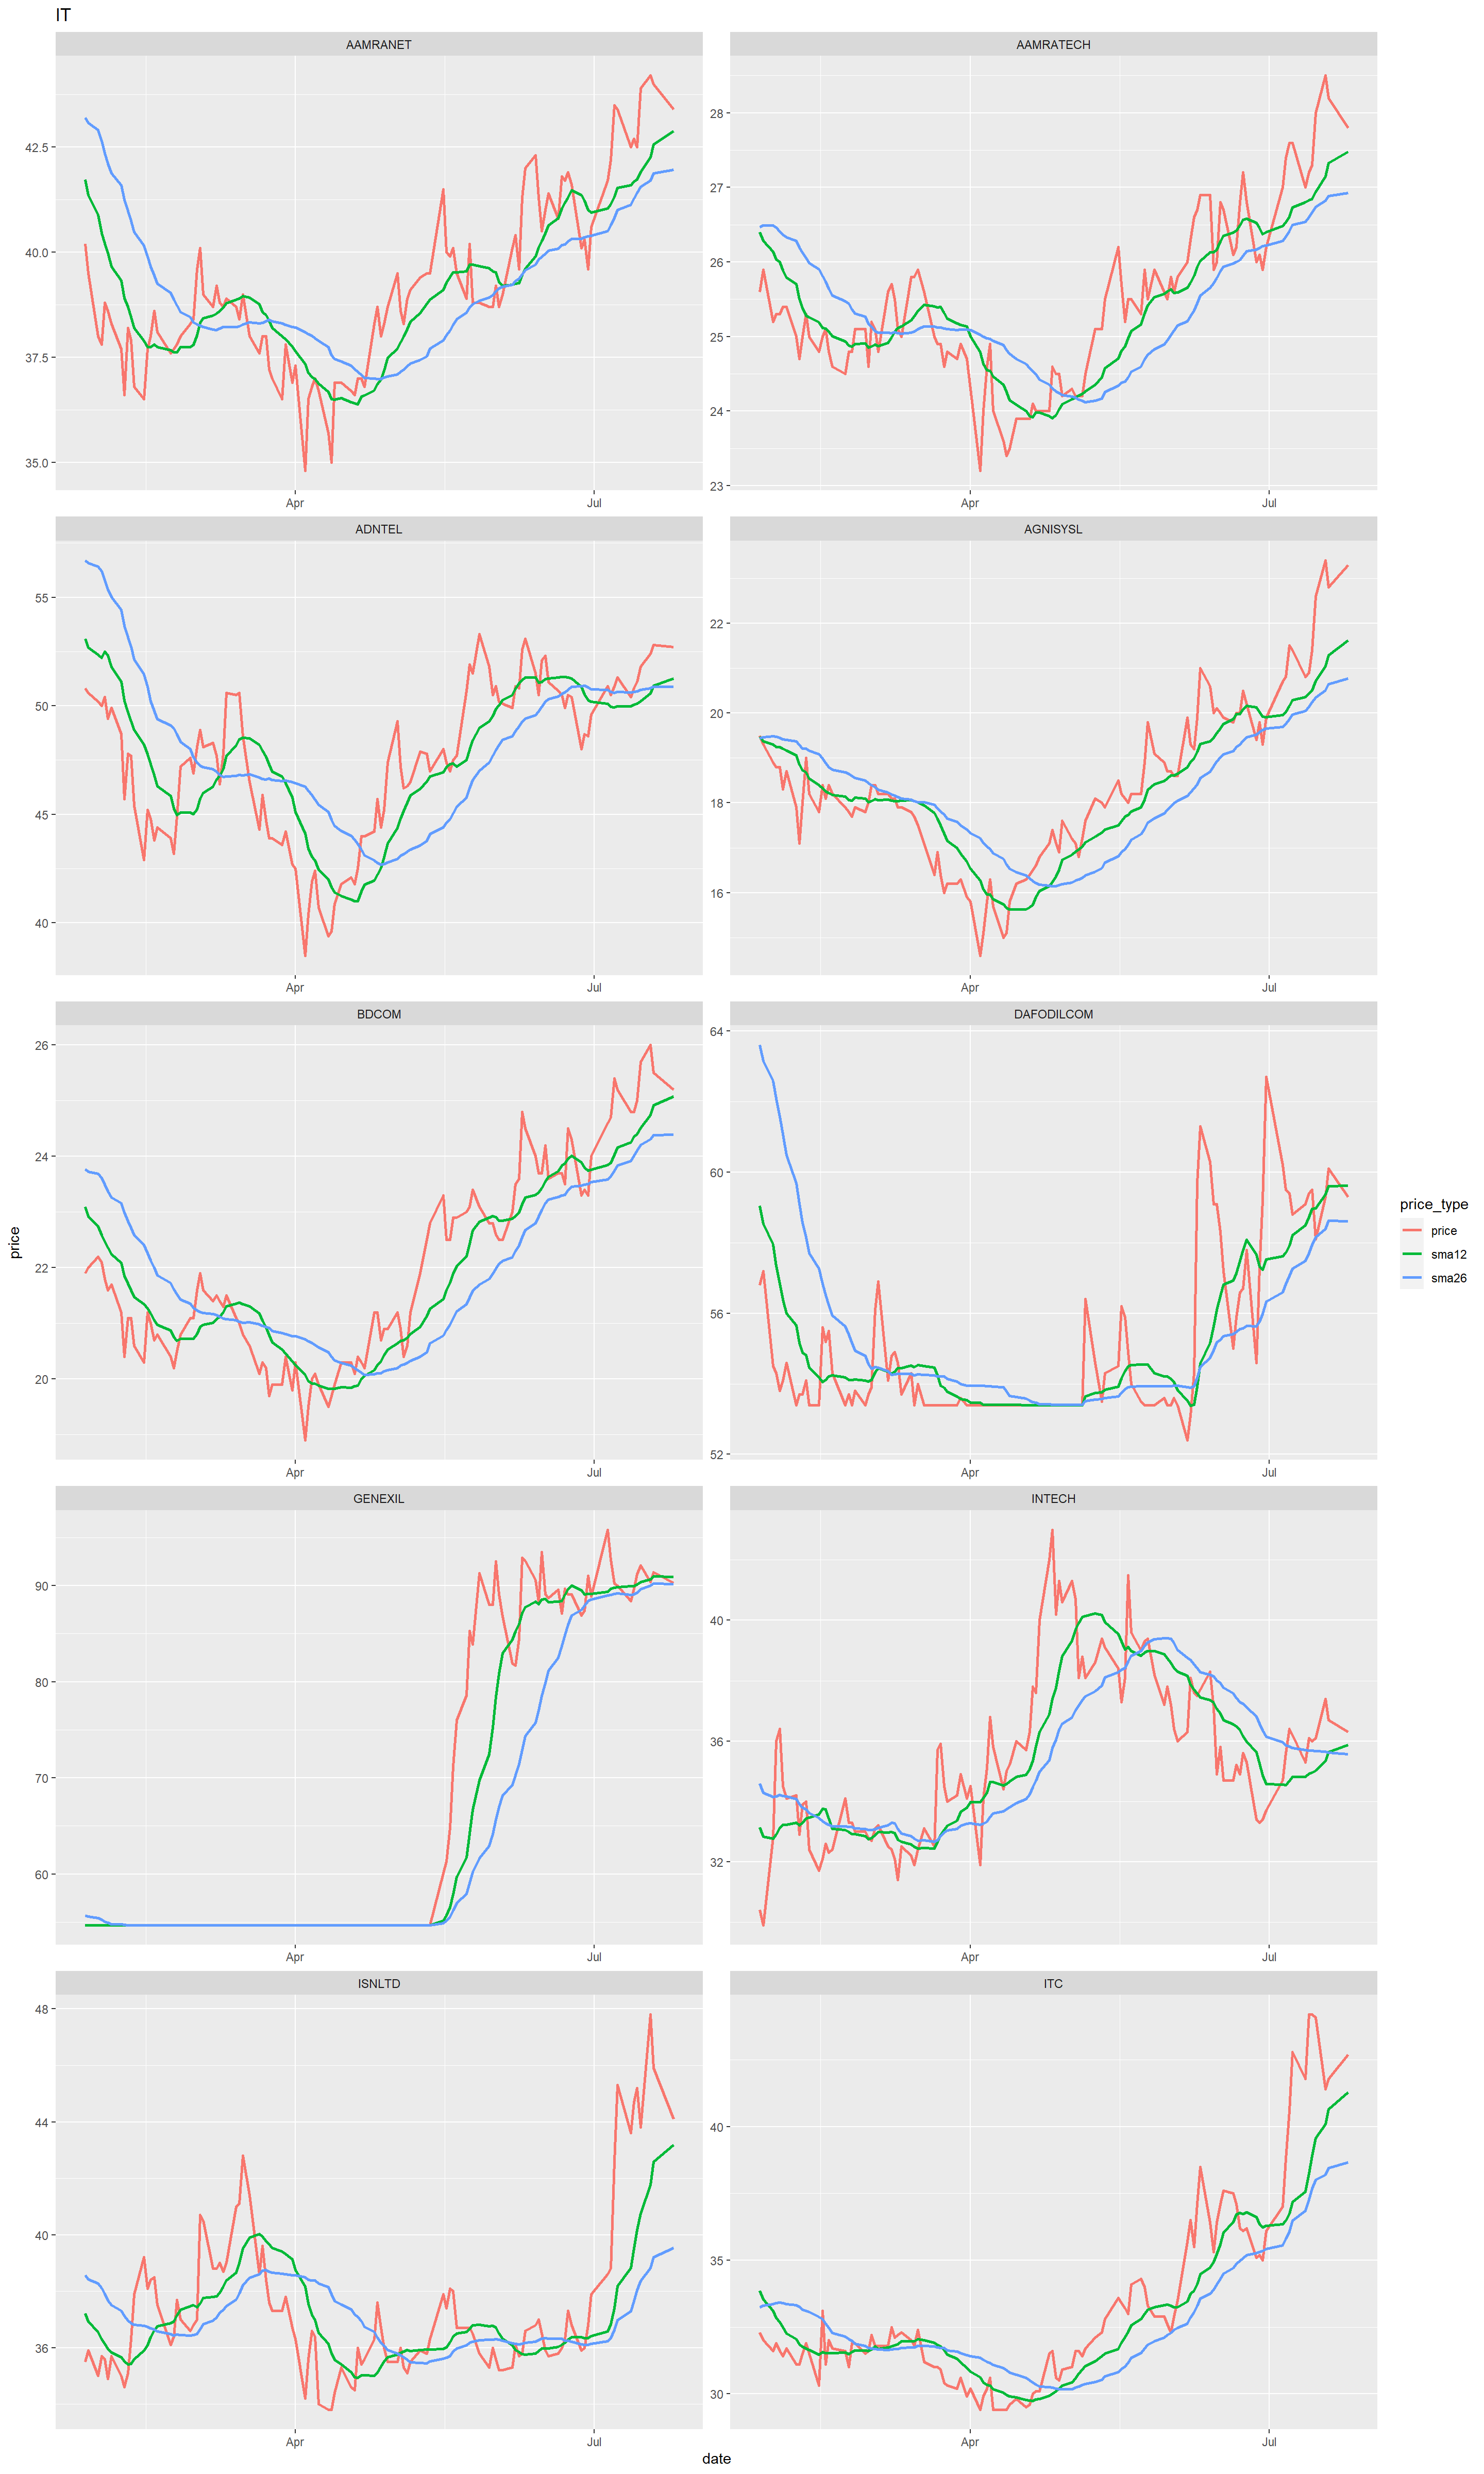 IT
AAMRANET
AAMRATECH
42.5
40.0
37.5
35.0
Apr
Jul
28
27
26
25
24
23
Apr
Jul
ADNTEL
AGNISYSL
55
50
45
40
Apr
Jul
22
20
18
16
Apr
Jul
BDCOM
DAFODILCOM
26
24
22
20
Apr
Jul
64
60
56
52
Apr
Jul
price
price_type
price
sma12
sma26
GENEXIL
INTECH
90
80
70
60
Apr
Jul
40
36
32
Apr
Jul
ISNLTD
ITC
48
44
40
36
Apr
Jul
40
35
30
Apr
Jul
date